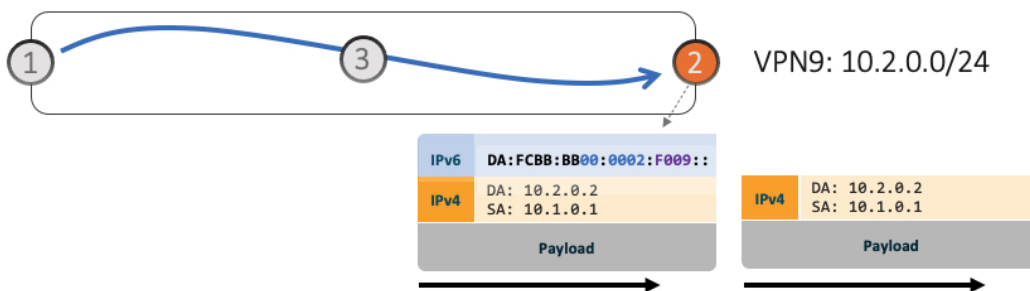 1
3
2
VPN9: 10.2.0.0/24
IPv6 DA:FCBB:BB00:0002:F009::
IPv4 DA: 10.2.0.2
SA: 10.1.0.1
Payload
IPv4 DA: 10.2.0.2
SA: 10.1.0.1
Payload